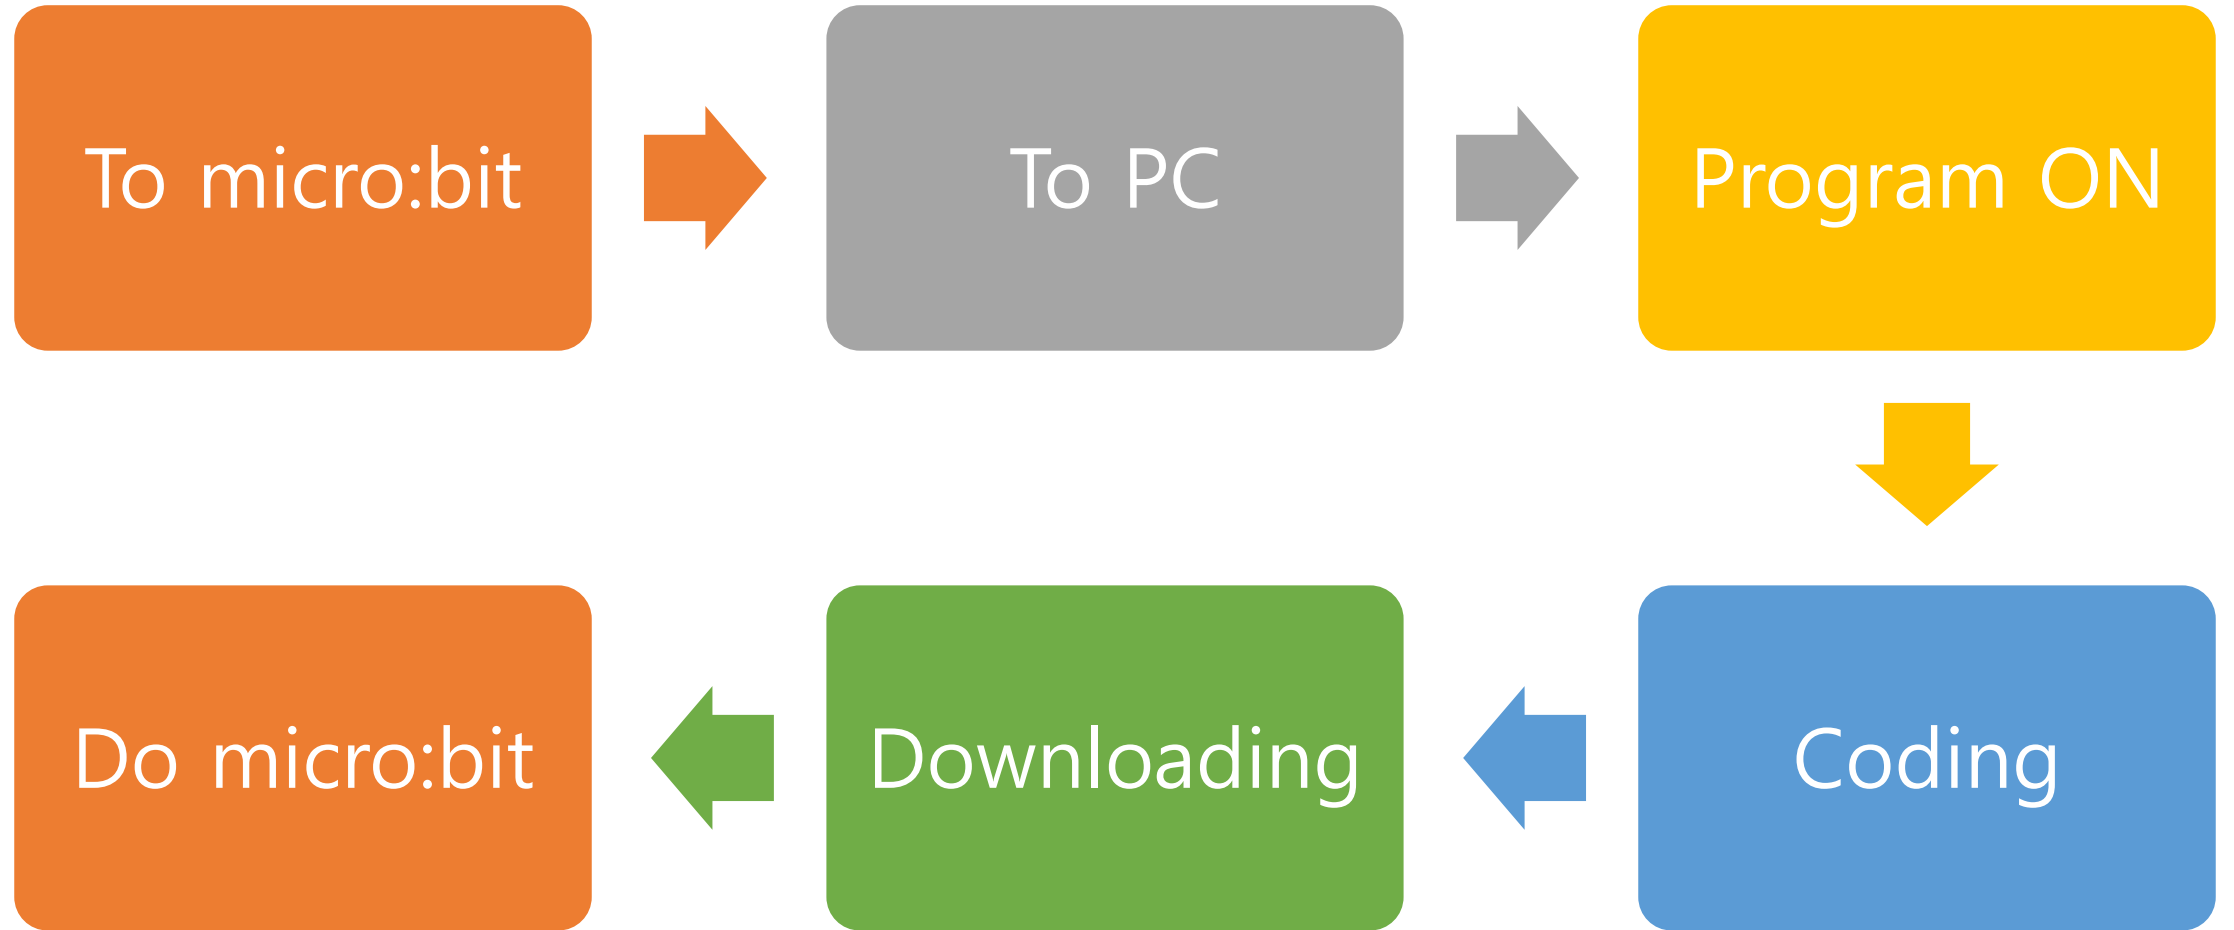 To micro:bit
To PC
Program ON
Coding
Downloading
Do micro:bit